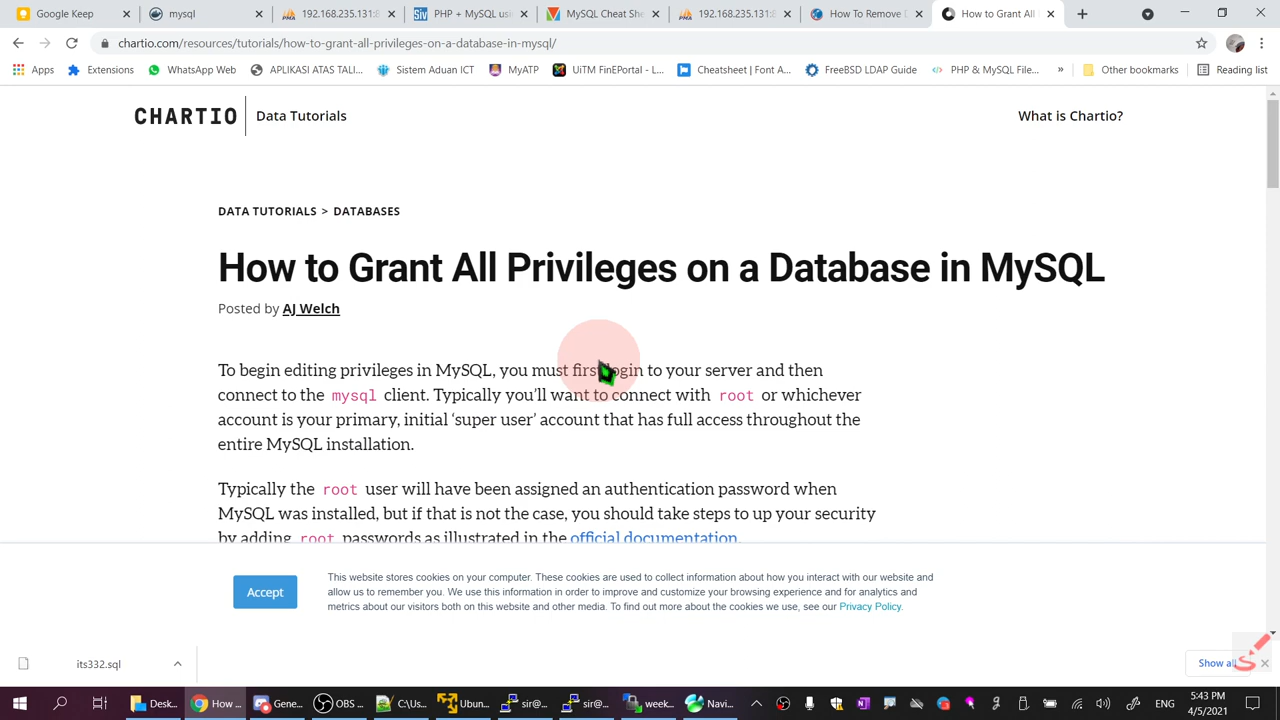 Google Keep
mysql
192.168.235.131:8
PHP + MySQL us
MySQL Cheat She
192.168.235.131:
How To Remove D
How to Grant All
chartio.com/resources/tutorials/how-to-grant-all-privileges-on-a-database-in-mysql/
Apps
Extensions
WhatsApp Web
APLIKASI ATAS TALI...
Sistem Aduan ICT
MyATP
UiTM FinEPortal - L...
Cheatsheet | Font A...
FreeBSD LDAP Guide
PHP & MySQL File...
»
Other bookmarks
Reading list
CHARTIO
Data Tutorials
What is Chartio?
DATA TUTORIALS > DATABASES
How to Grant All Privileges on a Database in MySQL
Posted by AJ Welch
To begin editing privileges in MySQL, you must first login to your server and then
connect to the mysql client. Typically you’ll want to connect with root or whichever
account is your primary, initial ‘super user’ account that has full access throughout the
entire MySQL installation.
Typically the root user will have been assigned an authentication password when
MySQL was installed, but if that is not the case, you should take steps to up your security
by adding root passwords as illustrated in the official documentation.
Accept
This website stores cookies on your computer. These cookies are used to collect information about how you interact with our website and
allow us to remember you. We use this information in order to improve and customize your browsing experience and for analytics and
metrics about our visitors both on this website and other media. To find out more about the cookies we use, see our Privacy Policy.
its332.sql
Show all
Desk...
How ...
Gene...
OBS ...
C:\Us...
Ubun...
sir@...
sir@...
week...
Navi...
ENG
5:43 PM
4/5/2021